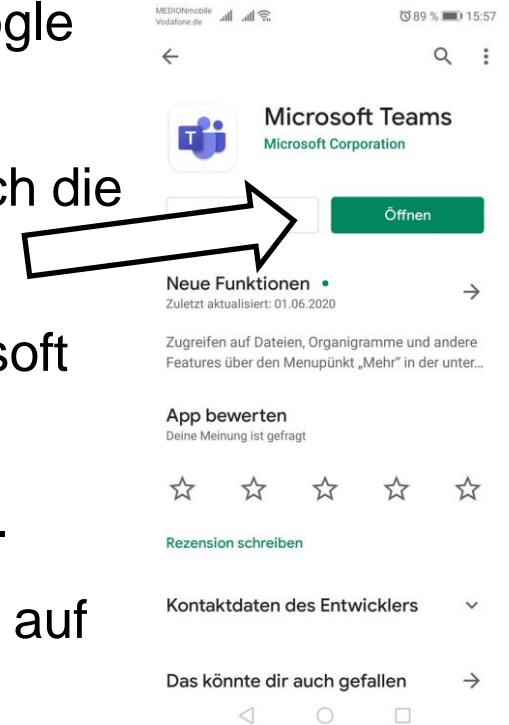 ogle
ch die
soft
.
auf
MEDIONmobile
Vodafone.de
89 % 15:57
Microsoft Teams
Microsoft Corporation
Öffnen
Neue Funktionen •
Zuletzt aktualisiert: 01.06.2020
Zugreifen auf Dateien, Organigramme und andere
Features über den Menupünkt „Mehr" in der unter...
App bewerten
Deine Meinung ist gefragt
Rezension schreiben
Kontaktdaten des Entwicklers
Das könnte dir auch gefallen